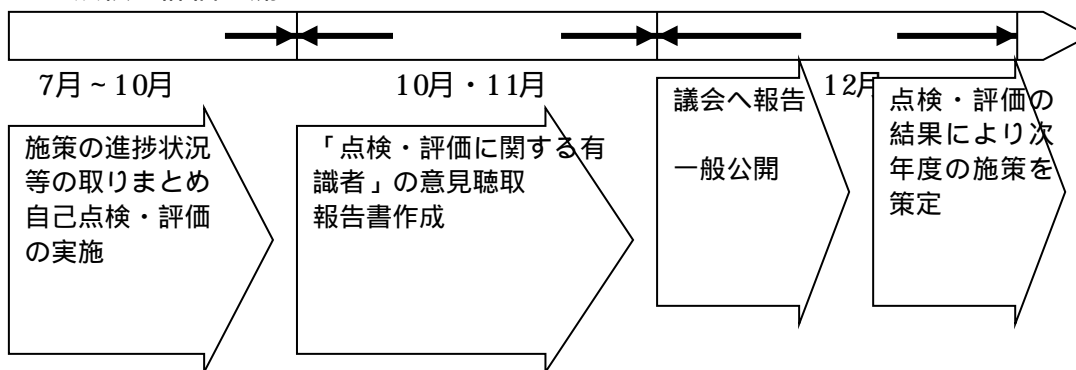 7月~10月
10月・11月
12月
施策の進捗状況
等の取りまとめ
自己点検・評価
の実施
「点検・評価に関する有
識者」の意見聴取
報告書作成
議会へ報告
一般公開
点検・評価の
結果により次
年度の施策を
策定